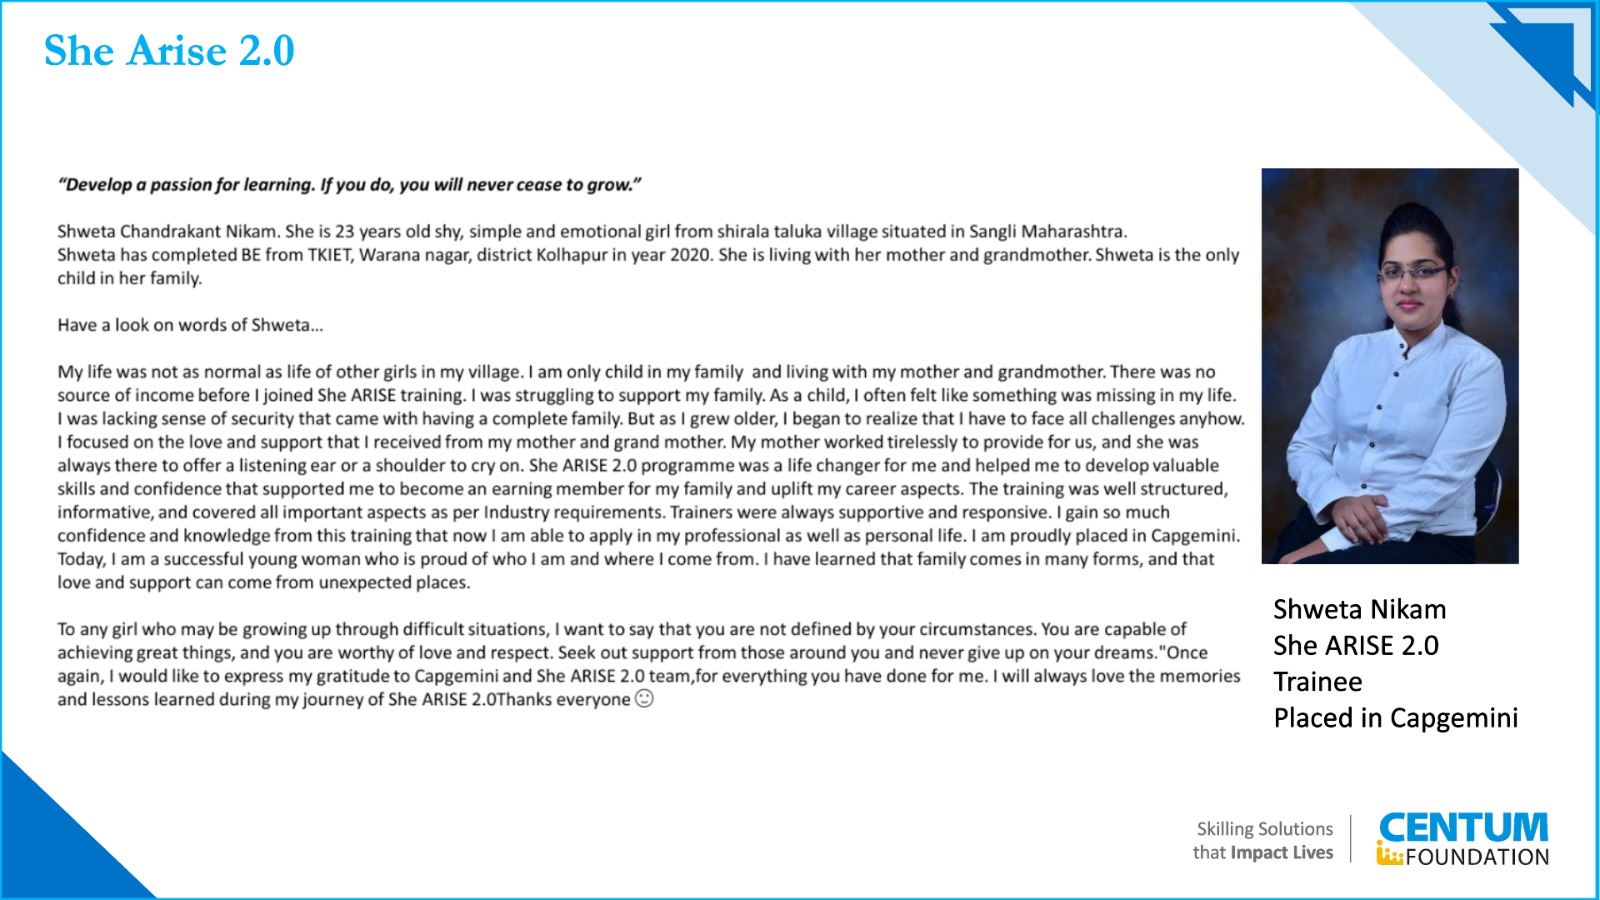 She Arise 2.0
“Develop a passion for learning. If you do, you will never cease to grow.”
Shweta Chandrakant Nikam. She is 23 years old shy, simple and emotional girl from shirala taluka village situated in Sangli Maharashtra.
Shweta has completed BE from TKIET, Warana nagar, district Kolhapur in year 2020. She is living with her mother and grandmother. Shweta is the only
child in her family.
Have a look on words of Shweta...
My life was not as normal as life of other girls in my village. I am only child in my family and living with my mother and grandmother. There was no
source of income before I joined She ARISE training. I was struggling to support my family. As a child, I often felt like something was missing in my life.
I was lacking sense of security that came with having a complete family. But as I grew older, I began to realize that I have to face all challenges anyhow.
I focused on the love and support that I received from my mother and grand mother. My mother worked tirelessly to provide for us, and she was
always there to offer a listening ear or a shoulder to cry on. She ARISE 2.0 programme was a life changer for me and helped me to develop valuable
skills and confidence that supported me to become an earning member for my family and uplift my career aspects. The training was well structured,
informative, and covered all important aspects as per Industry requirements. Trainers were always supportive and responsive. I gain so much
confidence and knowledge from this training that now I am able to apply in my professional as well as personal life. I am proudly placed in Capgemini.
Today, I am a successful young woman who is proud of who I am and where I come from. I have learned that family comes in many forms, and that
love and support can come from unexpected places.
To any girl who may be growing up through difficult situations, I want to say that you are not defined by your circumstances. You are capable of
achieving great things, and you are worthy of love and respect. Seek out support from those around you and never give up on your dreams."Once
again, I would like to express my gratitude to Capgemini and She ARISE 2.0 team,for everything you have done for me. I will always love the memories
and lessons learned during my journey of She ARISE 2.0Thanks everyone ☺
Shweta Nikam
She ARISE 2.0
Trainee
Placed in Capgemini
Skilling Solutions
that Impact Lives
CENTUM
FOUNDATION